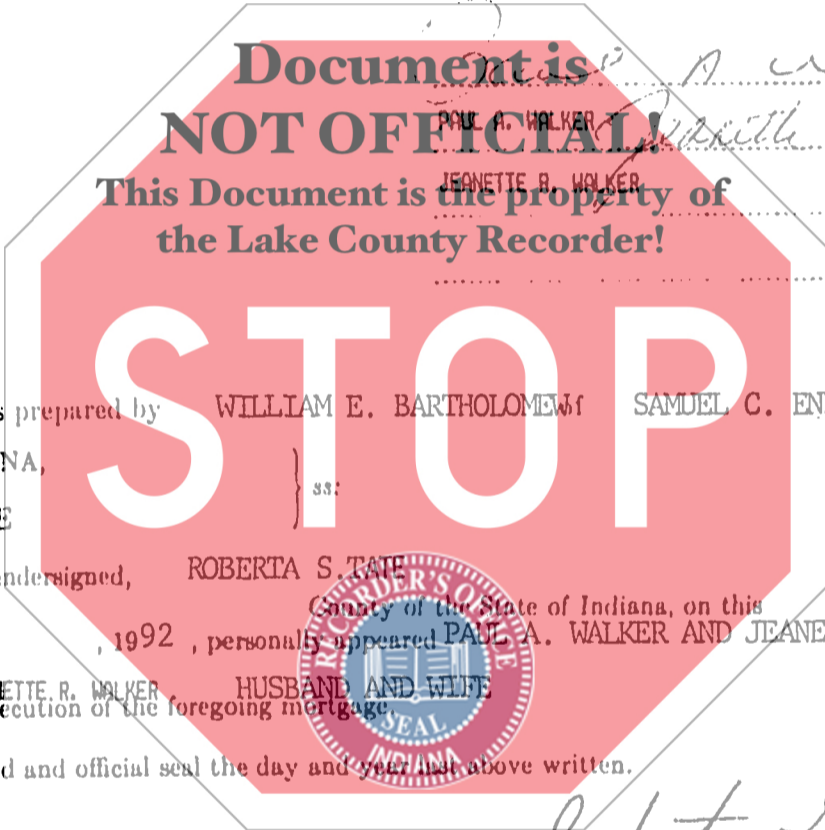 Document is
NOT OFFICIAL!
This Document is the property of
the Lake County Recorder!
PAUL A. WALKER
Jeanette
JEANETTE R. WALKER
STOP
s prepared by WILLIAM E. BARTHOLOMEW SAMUEL C. EN
NA,
ss:
E
ndersigned, ROBERTA S. TATE
County of the State of Indiana, on this
, 1992 , personally appeared PAUL A. WALKER AND JEANE
ETTE R. WALKER HUSBAND AND WIFE
ecution of the foregoing mortgage.
RECORDER'S OFFICE
SEAL
INDIANA
d and official seal the day and year last above written.